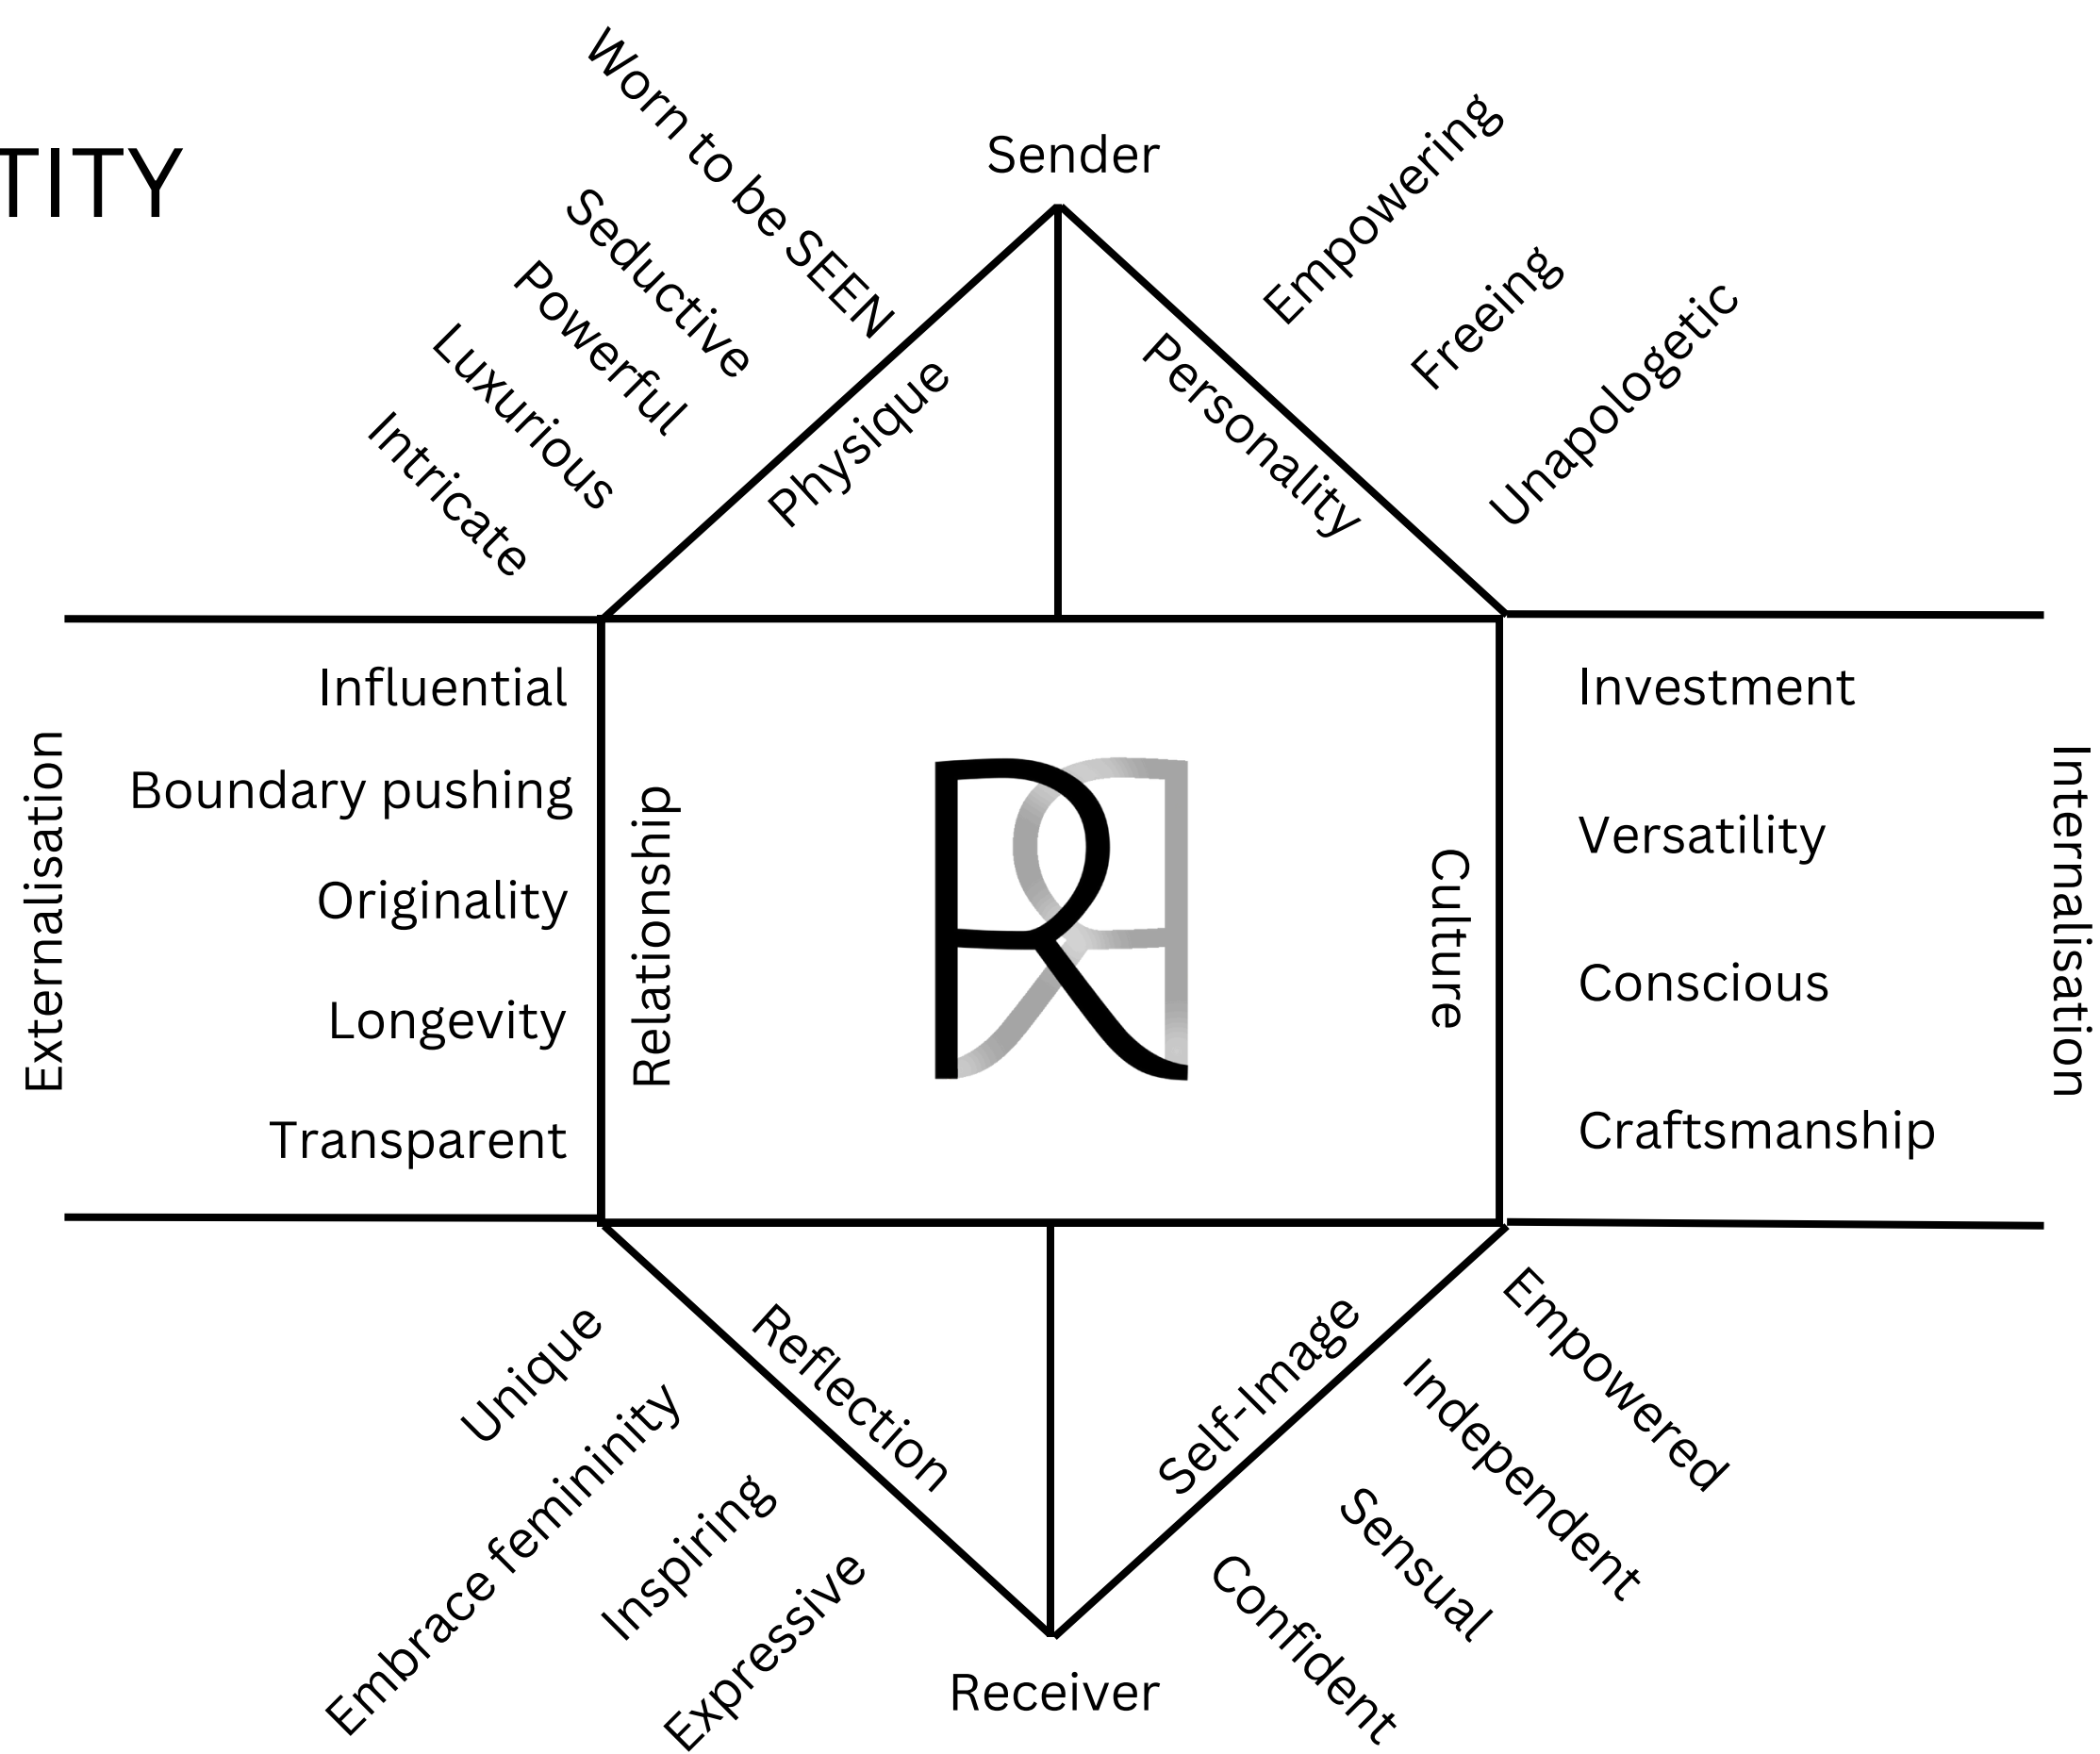 TITY
Sender
Worn to be SEEN
Seductive
Powerful
Luxurious
Intricate
Physique
Personality
Empowering
Freeing
Unapologetic
Externalisation
Influential
Boundary pushing
Originality
Longevity
Transparent
Relationship
R R
Culture
Investment
Versatility
Conscious
Craftsmanship
Internalisation
Unique
Embrace femininity
Inspiring
Expressive
Reflection
Self-Image
Empowered
Independent
Sensual
Confident
Receiver